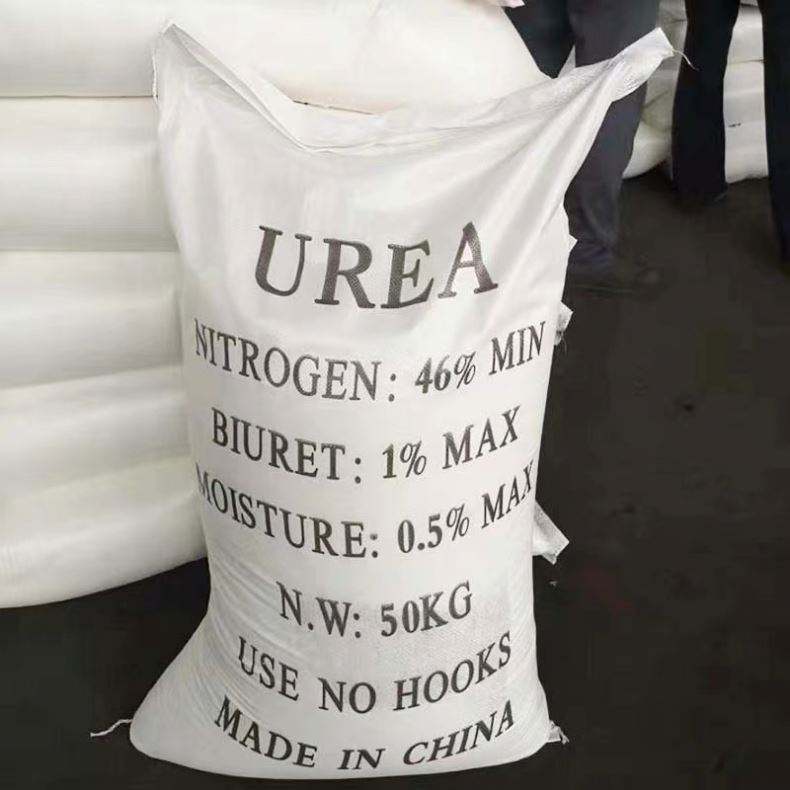 UREA
NITROGEN: 46% MIN
BIURET: 1% MAX
MOISTURE: 0.5% MAX
N.W: 50KG
USE NO HOOKS
MADE IN CHINA